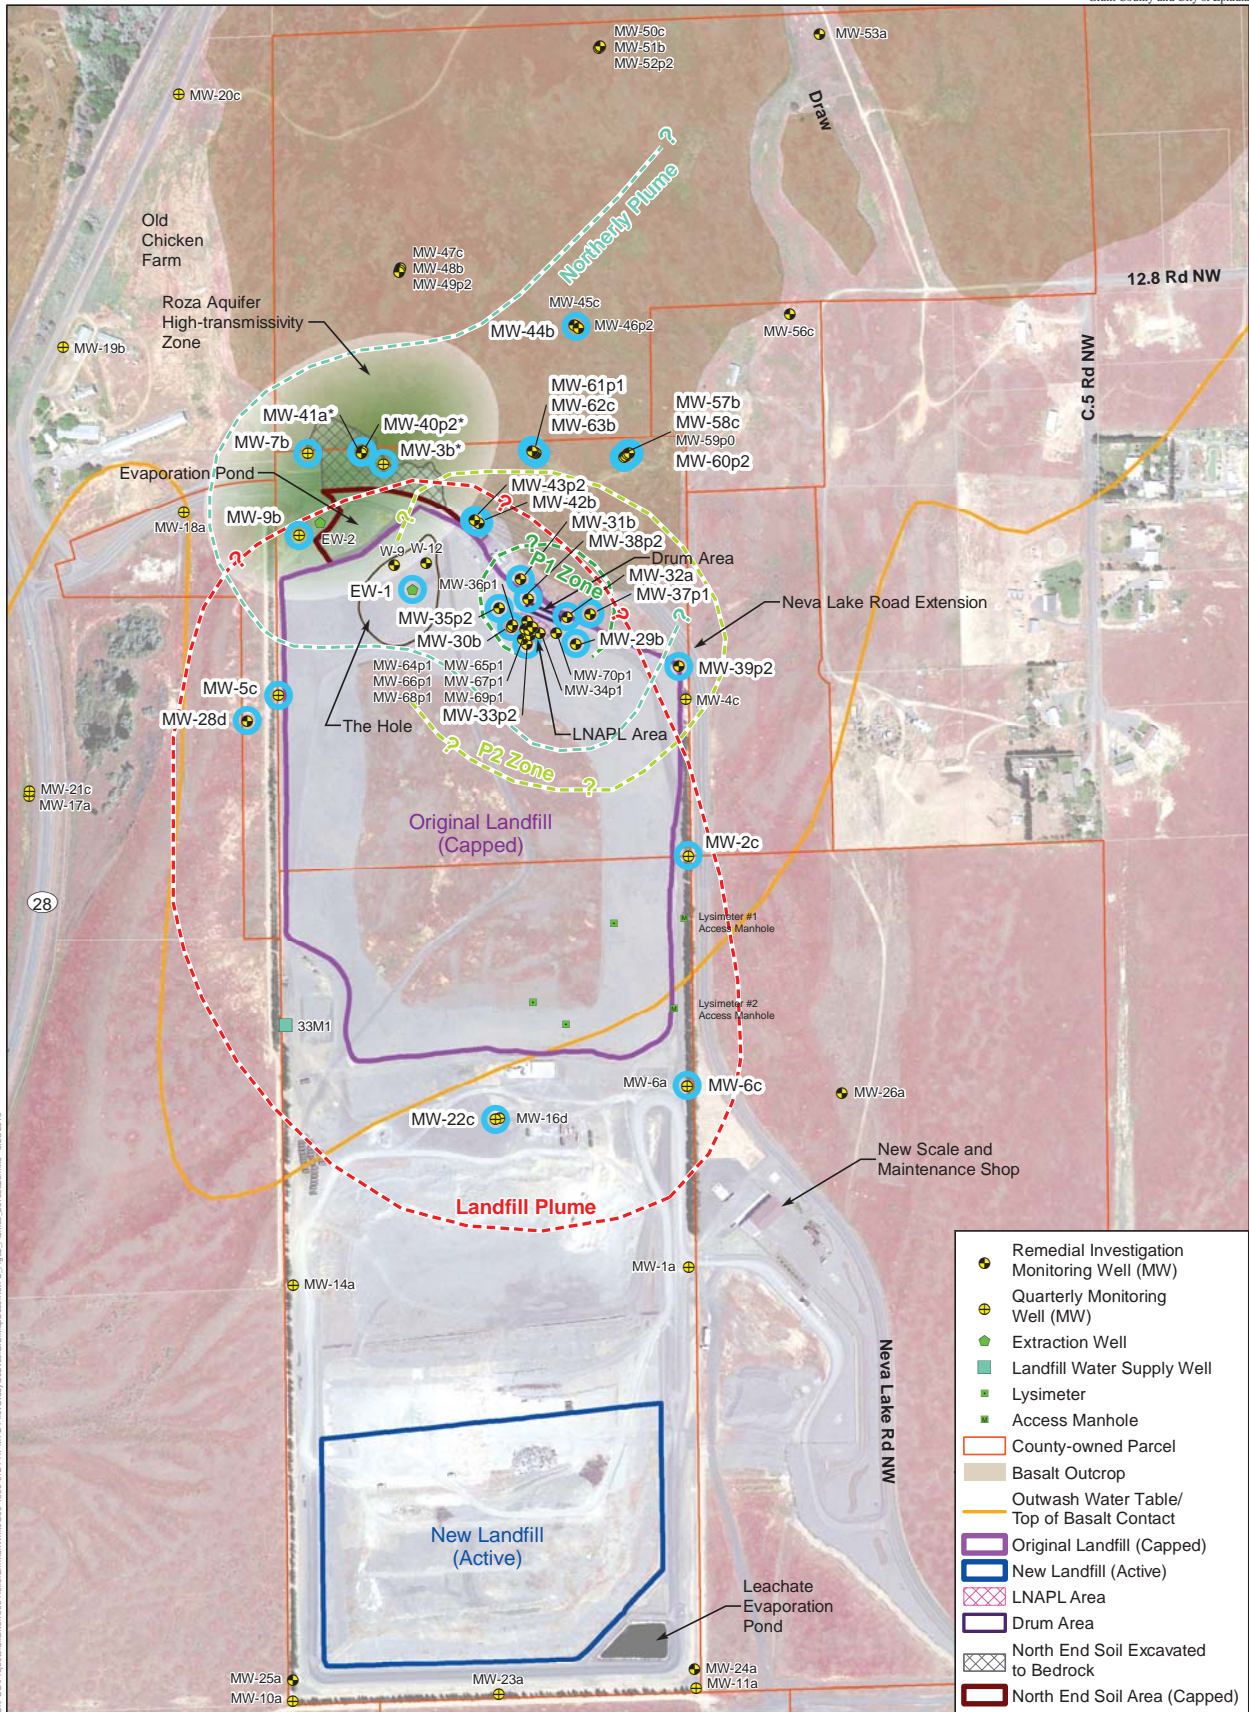 MW-50c
MW-51b
MW-52p2
MW-53a
MW-20c
Draw
?
Northerly Plume
Old
Chicken
Farm
MW-47c
MW-48b
MW-49p2
12.8 Rd NW
Roza Aquifer
High-transmissivity
Zone
MW-45c
MW-44b
MW-46p2
MW-56c
MW-19b
C.5 Rd NW
MW-61p1
MW-62c
MW-63b
MW-57b
MW-58c
MW-59p0
MW-60p2
MW-41a*
MW-40p2*
MW-7b
MW-3b*
Evaporation Pond
MW-43p2
?
MW-42b
MW-18a
MW-9b
EW-2
?
MW-31b
MW-38p2
?
W-9
W-12
?
P1 Zone
Drum Area
MW-32a
MW-36p1
MW-37p1
EW-1
Neva Lake Road Extension
MW-35p2
?
?
MW-30b
MW-29b
MW-64p1
MW-65p1
MW-66p1
MW-67p1
MW-68p1
MW-69p1
MW-70p1
MW-34p1
MW-39p2
MW-5c
MW-4c
MW-33p2
MW-28d
The Hole
LNAPL Area
?
P2 Zone
?
MW-21c
MW-17a
Original Landfill
(Capped)
MW-2c
28
Lysimeter #1
Access Manhole
Lysimeter #2
Access Manhole
33M1
MW-6a
MW-6c
MW-26a
MW-22c
MW-16d
New Scale and
Maintenance Shop
Landfill Plume
MW-1a
MW-14a
Neva Lake Rd NW
New Landfill
(Active)
Leachate
Evaporation
Pond
MW-25a
MW-10a
MW-23a
MW-24a
MW-11a
Remedial Investigation
Monitoring Well (MW)
Quarterly Monitoring
Well (MW)
Extraction Well
Landfill Water Supply Well
Lysimeter
M Access Manhole
County-owned Parcel
Basalt Outcrop
Outwash Water Table/
Top of Basalt Contact
Original Landfill (Capped)
New Landfill (Active)
LNAPL Area
Drum Area
North End Soil Excavated
to Bedrock
North End Soil Area (Capped)